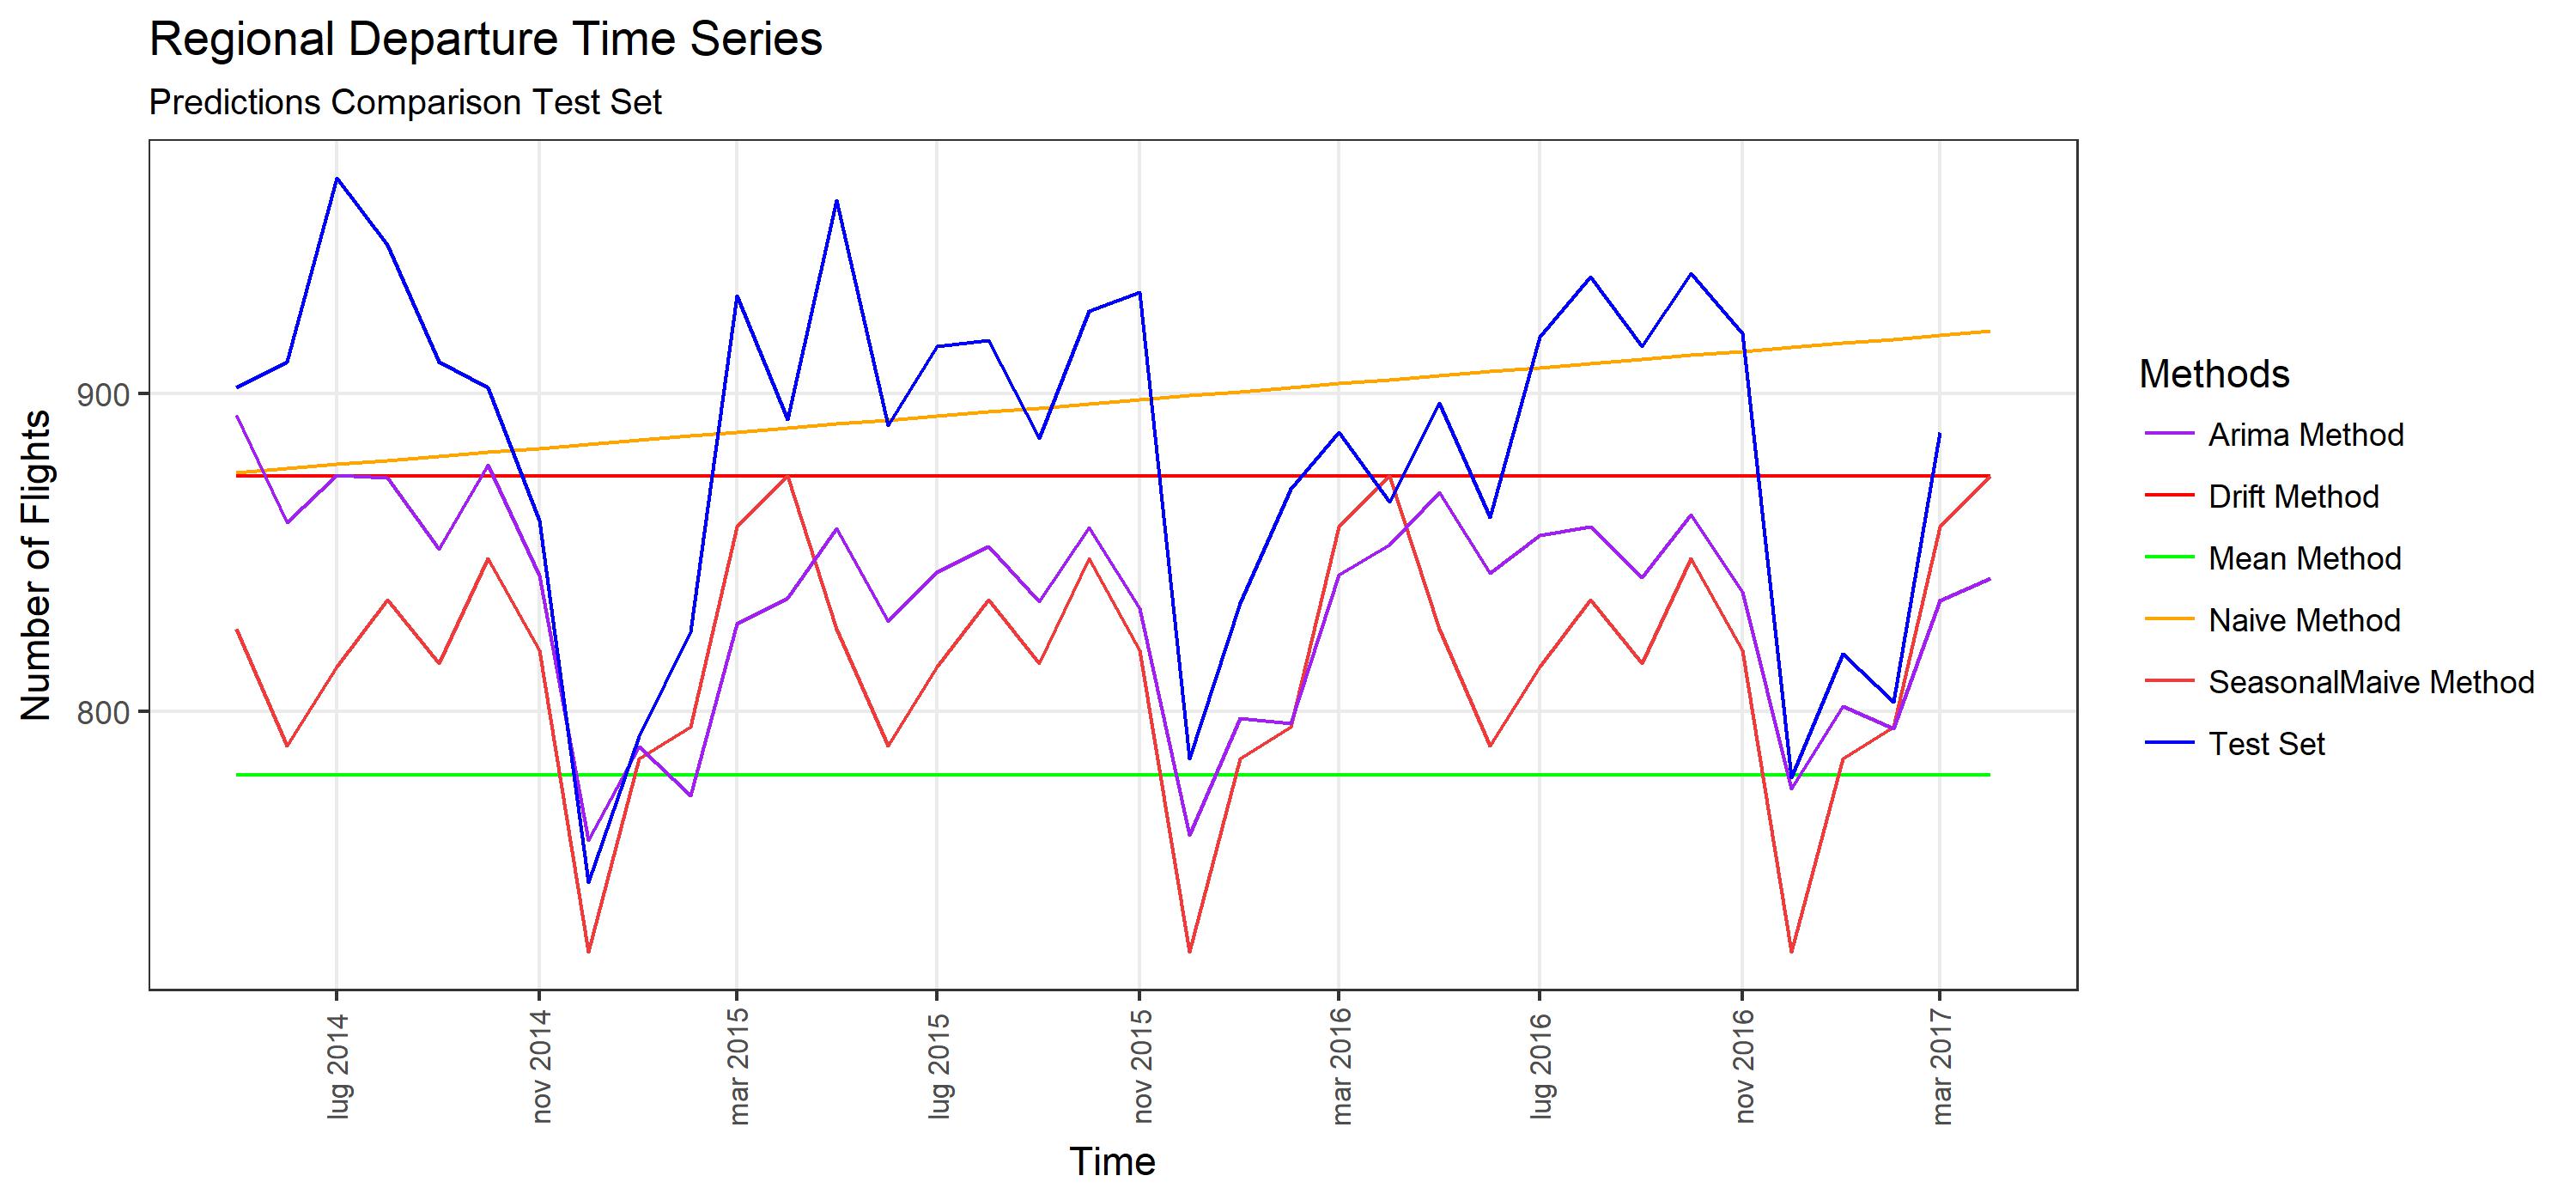 Regional Departure Time Series
Predictions Comparison Test Set
Number of Flights
900
800
lug 2014
nov 2014
mar 2015
lug 2015
nov 2015
mar 2016
lug 2016
nov 2016
mar 2017
Time
Methods
Arima Method
Drift Method
Mean Method
Naive Method
SeasonalMaive Method
Test Set